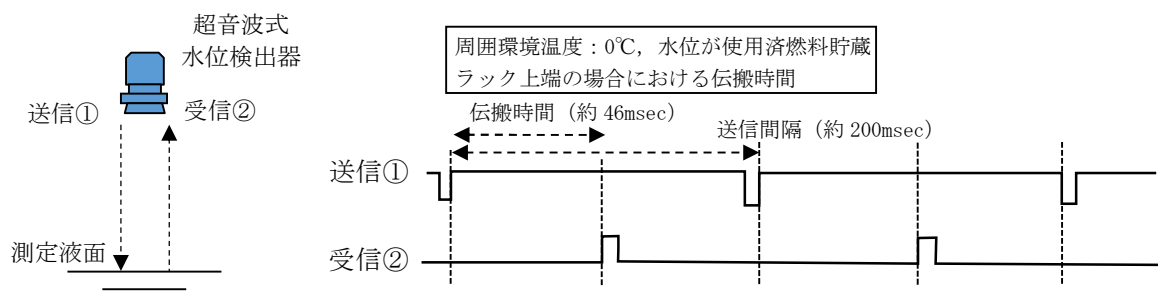 超音波式
水位検出器
送信①
受信②
測定液面
周囲環境温度：0℃，水位が使用済燃料貯蔵
ラック上端の場合における伝搬時間
伝搬時間（約 46msec）
送信間隔（約 200msec）
送信①
受信②